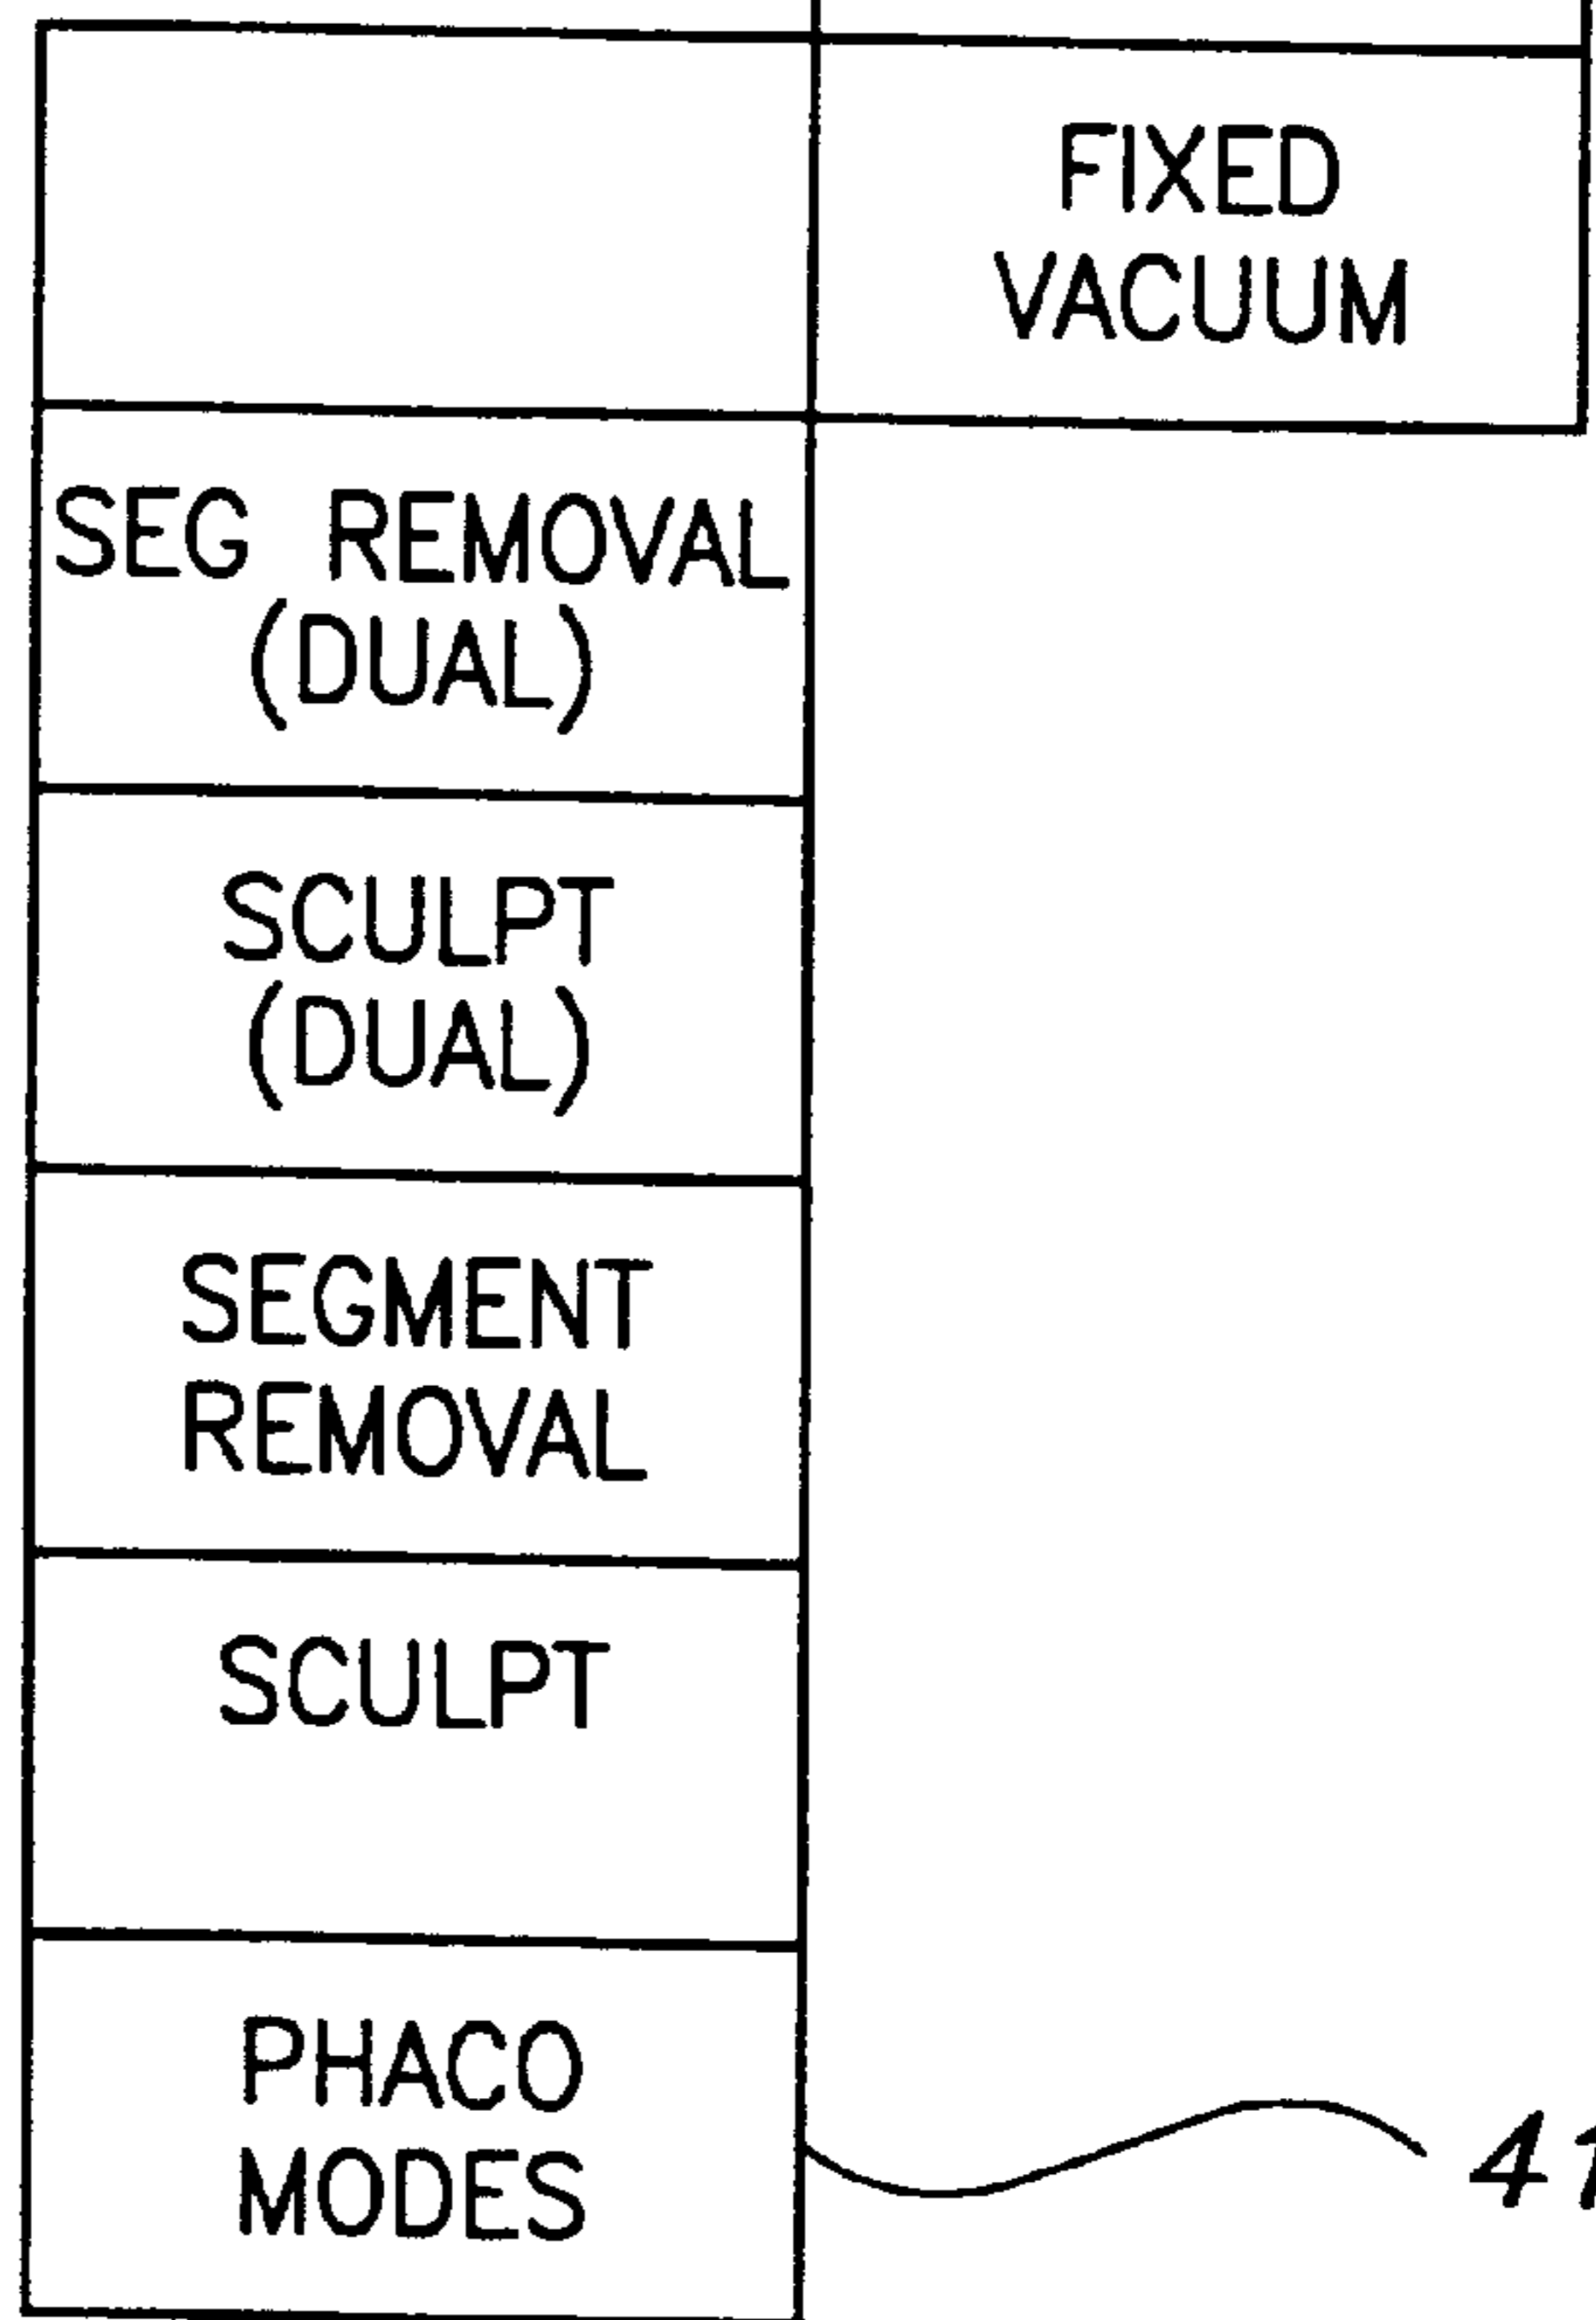 FIXED
VACUUM
SEG REMOVAL
(DUAL)
SCULPT
(DUAL)
SEGMENT
REMOVAL
SCULPT
PHACO
MODES